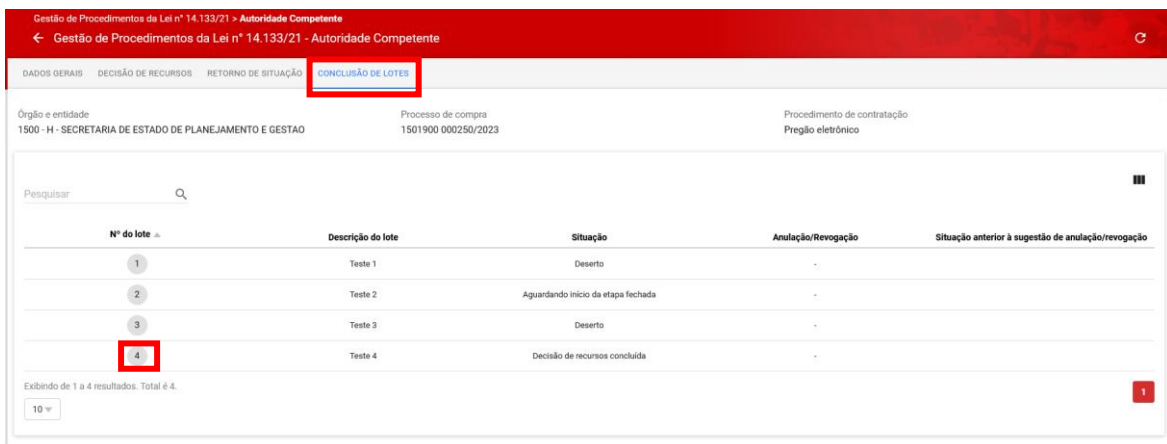 Gestão de Procedimentos da Lei n° 14.133/21 > Autoridade Competente
Gestão de Procedimentos da Lei n° 14.133/21 - Autoridade Competente
DADOS GERAIS DECISÃO DE RECURSOS RETORNO DE SITUAÇÃO CONCLUSÃO DE LOTES
Órgão e entidade Processo de compra Procedimento de contratação
1500 - H - SECRETARIA DE ESTADO DE PLANEJAMENTO E GESTAO 1501900 000250/2023 Pregão eletrônico
Pesquisar
N° do lote Descrição do lote Situação Anulação/Revogação Situação anterior à sugestão de anulação/revogação
1 Teste 1 Deserto -
2 Teste 2 Aguardando início da etapa fechada -
3 Teste 3 Deserto -
4 Teste 4 Decisão de recursos concluída -
Exibindo de 1 a 4 resultados. Total é 4.
1
10